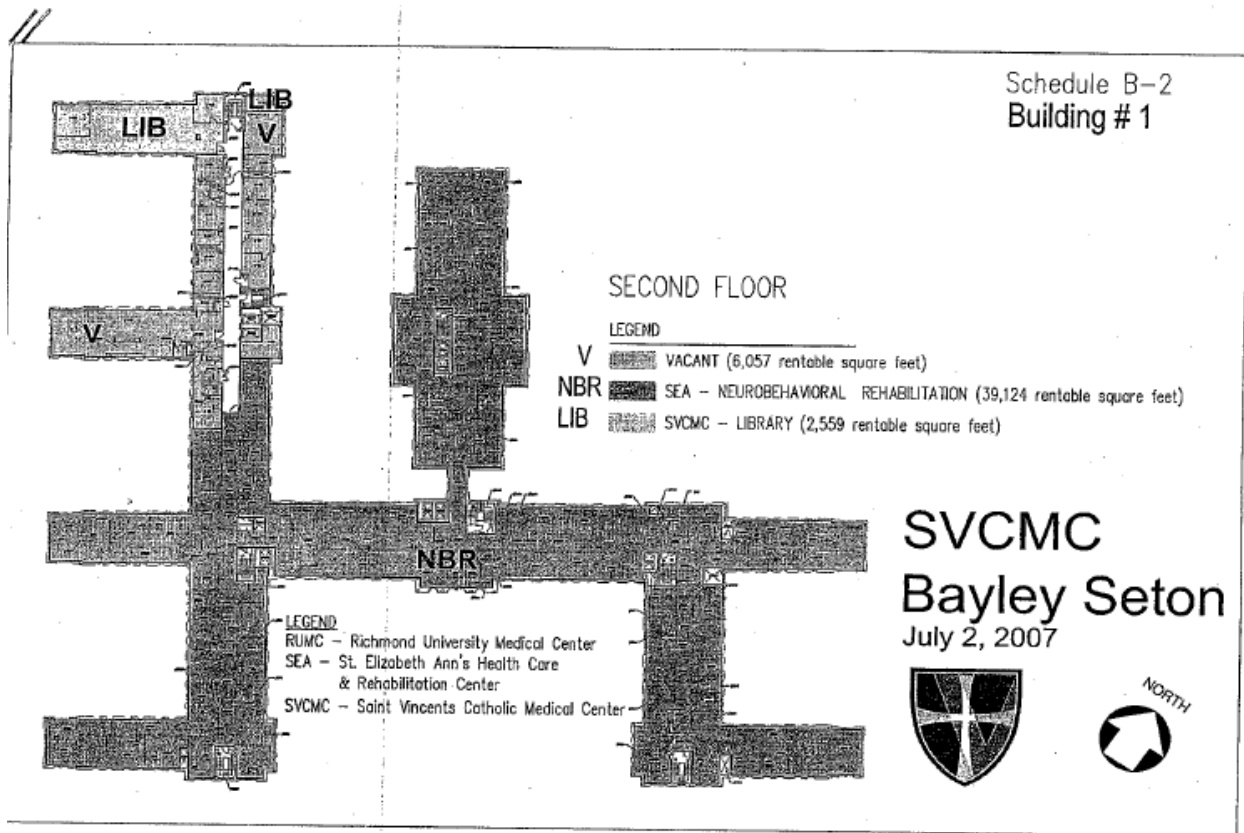 Schedule B-2
Building # 1
LIB
LIB
V
V
SECOND FLOOR
LEGEND
V VACANT (6,057 rentable square feet)
NBR SEA - NEUROBEHAVIORAL REHABILITATION (39,124 rentable square feet)
LIB SVCMC - LIBRARY (2,559 rentable square feet)
NBR
LEGEND
RUMC - Richmond University Medical Center
SEA - St. Elizabeth Ann's Health Care
& Rehabilitation Center
SVCMC - Saint Vincents Catholic Medical Center
SVCMC
Bayley Seton
July 2, 2007
NORTH